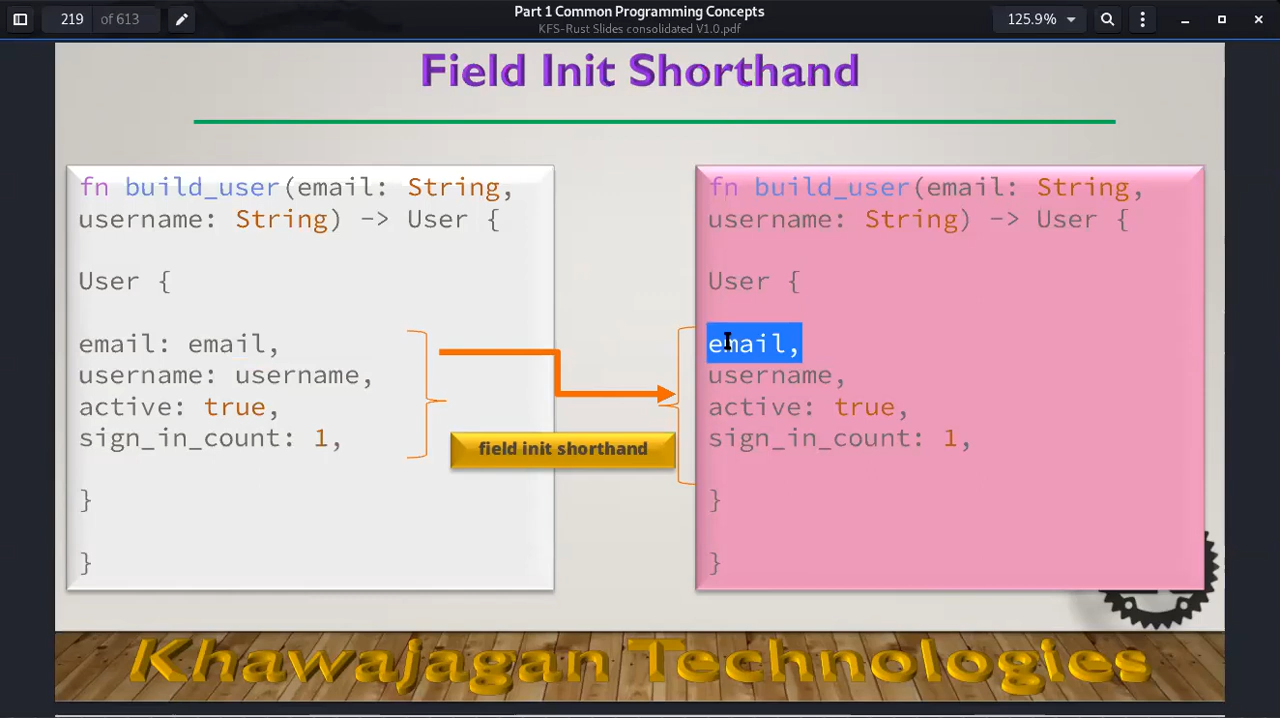 219 of 613
Part 1 Common Programming Concepts
KFS-Rust Slides consolidated V1.0.pdf
125.9%
Field Init Shorthand
fn build_user(email: String,
username: String) -> User {
User {
email: email,
username: username,
active: true,
sign_in_count: 1,
}
}
field init shorthand
fn build_user(email: String,
username: String) -> User {
User {
email,
username,
active: true,
sign_in_count: 1,
}
}
Khawajagan Technologies